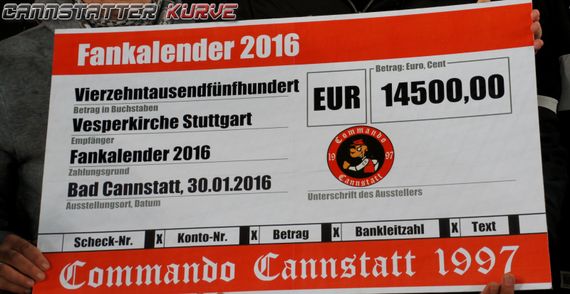 CANNSTATTER KURVE
Fankalender 2016
Vierzehntausendfünfhundert
Betrag in Buchstaben
EUR
Betrag: Euro, Cent
14500,00
Vesperkirche Stuttgart
Empfänger
Fankalender 2016
Zahlungsgrund
Commando
19 97
Cannstatt
Bad Cannstatt, 30.01.2016
Ausstellungsort, Datum
Unterschrift des Ausstellers
Scheck-Nr. X Konto-Nr. X Betrag X Bankleitzahl X Text
Commando Cannstatt 1997